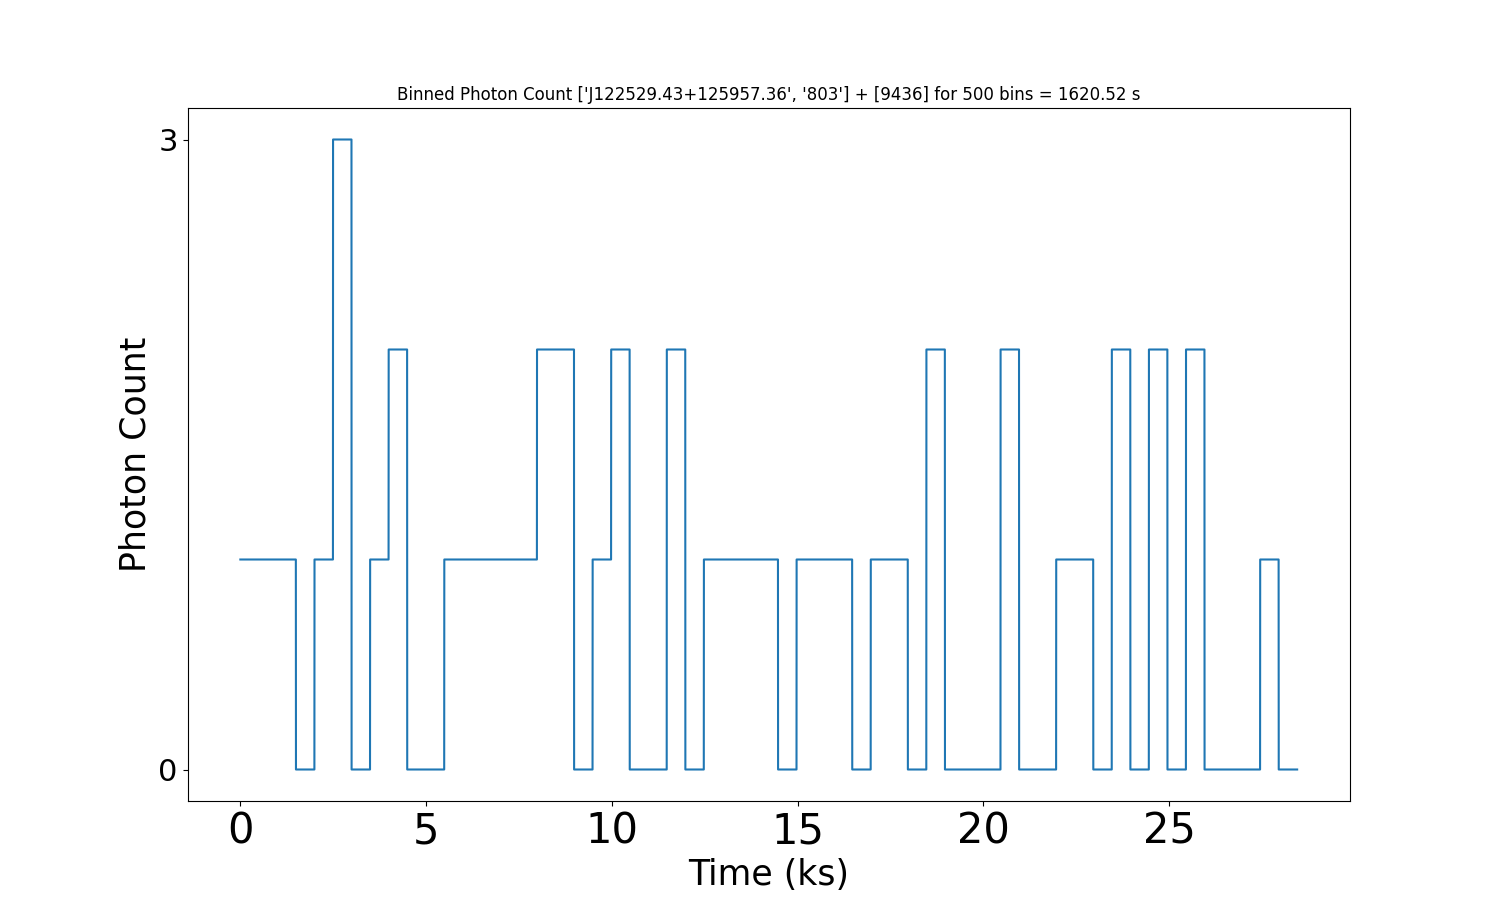 Binned Photon Count ['J122529.43+125957.36', '803'] + [9436] for 500 bins = 1620.52 s
3
Photon Count
0
0 5 10 15 20 25
Time (ks)